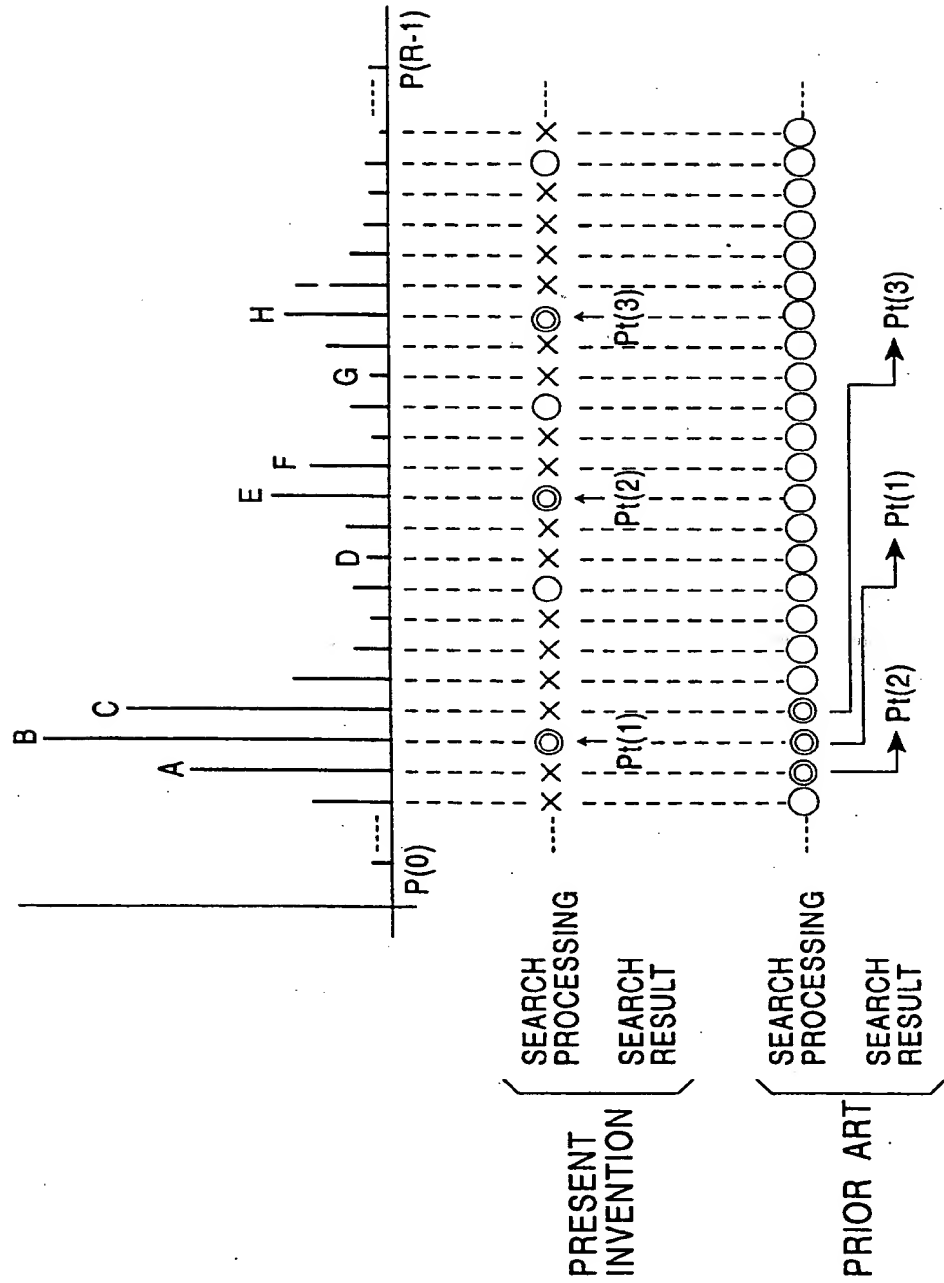 B
C
A
E
H
F
D
G
P(0)
P(R-1)
PRESENT
INVENTION
SEARCH
PROCESSING
SEARCH
RESULT
Pt(1)
Pt(2)
Pt(3)
PRIOR ART
SEARCH
PROCESSING
SEARCH
RESULT
Pt(2)
Pt(1)
Pt(3)